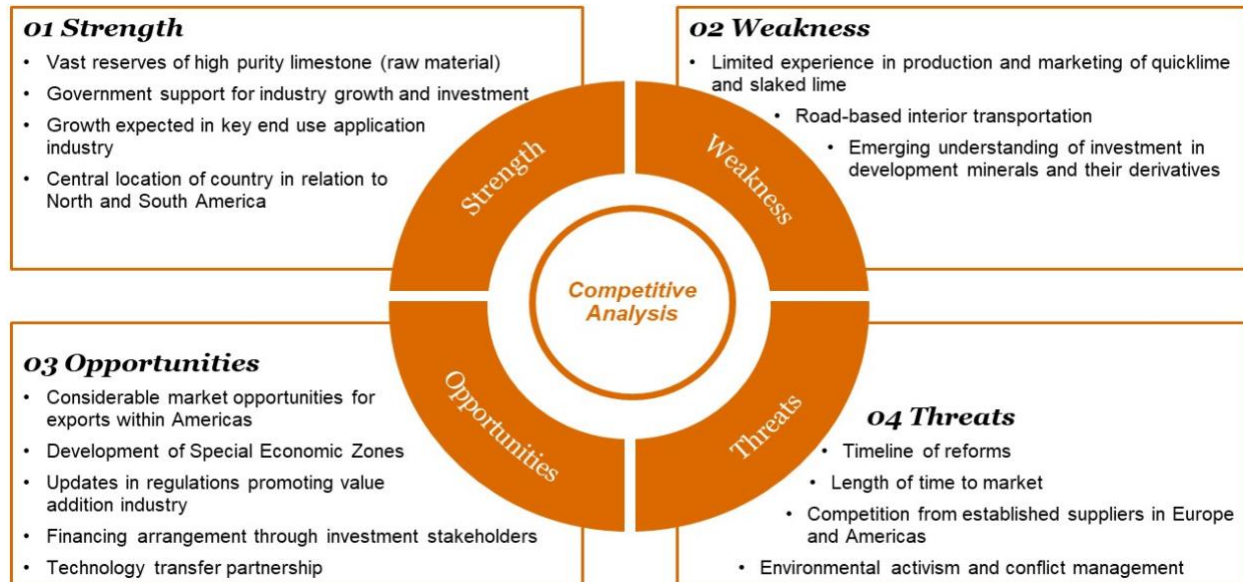 01 Strength
• Vast reserves of high purity limestone (raw material)
• Government support for industry growth and investment
• Growth expected in key end use application
industry
• Central location of country in relation to
North and South America
02 Weakness
• Limited experience in production and marketing of quicklime
and slaked lime
• Road-based interior transportation
• Emerging understanding of investment in
development minerals and their derivatives
Strength
Weakness
Competitive
Analysis
Opportunities
Threats
03 Opportunities
• Considerable market opportunities for
exports within Americas
• Development of Special Economic Zones
• Updates in regulations promoting value
addition industry
• Financing arrangement through investment stakeholders
• Technology transfer partnership
04 Threats
• Timeline of reforms
• Length of time to market
• Competition from established suppliers in Europe
and Americas
• Environmental activism and conflict management